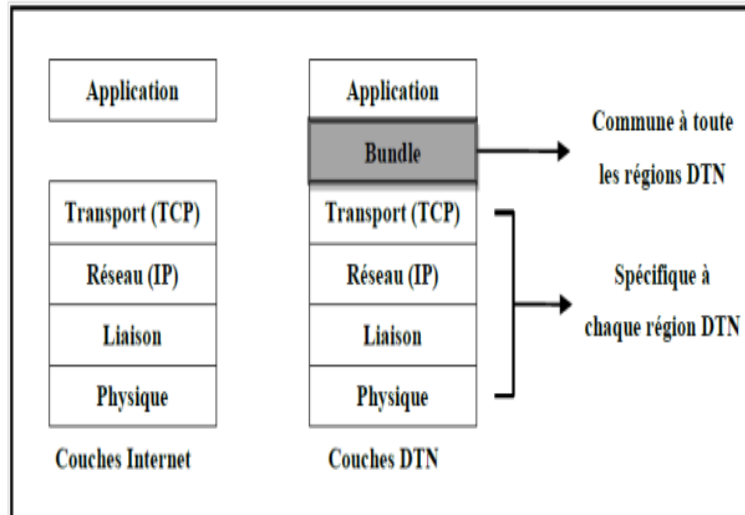 Application
Transport (TCP)
Réseau (IP)
Liaison
Physique
Couches Internet
Application
Bundle
Transport (TCP)
Réseau (IP)
Liaison
Physique
Couches DTN
Commune à toute
les régions DTN
Spécifique à
chaque région DTN